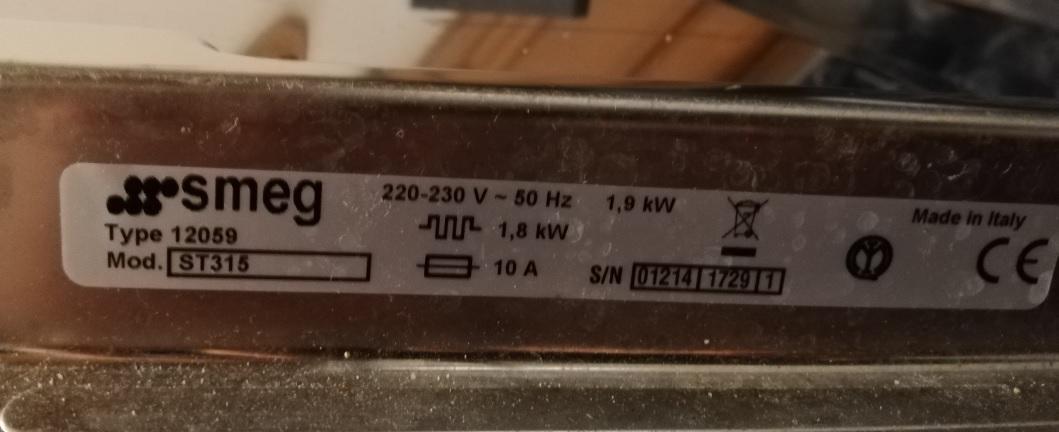 smeg
Type 12059
Mod. ST315
220-230 V ~ 50 Hz 1,9 kW
1,8 kW
10 A
S/N 01214 1729 1
Made in Italy
CE